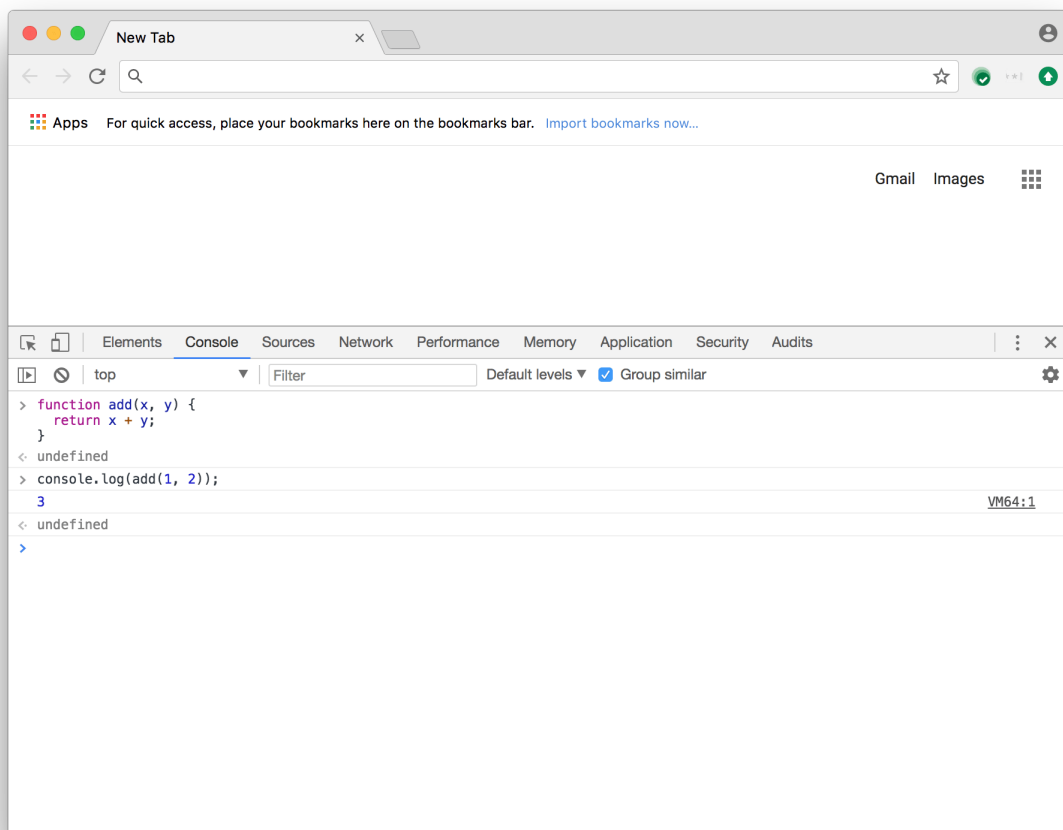 New Tab
Apps For quick access, place your bookmarks here on the bookmarks bar. Import bookmarks now...
Gmail Images
Elements Console Sources Network Performance Memory Application Security Audits
top Filter Default levels Group similar
function add(x, y) {
  return x + y;
}
undefined
console.log(add(1, 2));
3 VM64:1
undefined